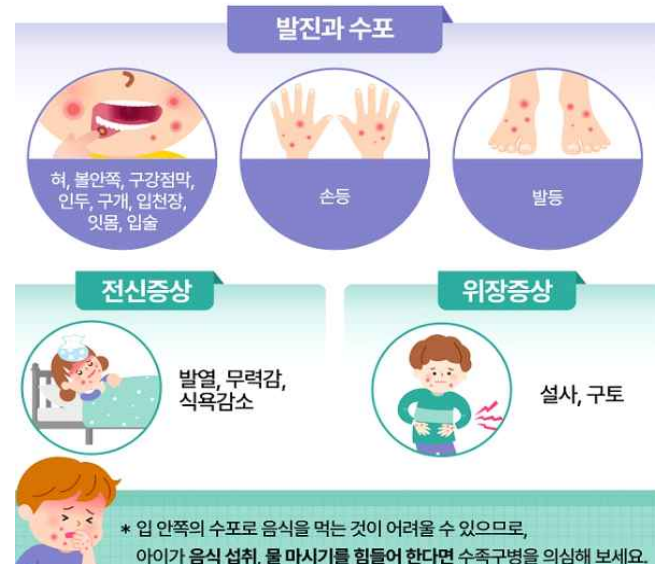 발진과 수포
혀, 볼안쪽, 구강점막,
인두, 구개, 입천장,
잇몸, 입술
손등
발등
전신증상
위장증상
발열, 무력감,
식욕감소
설사, 구토
* 입 안쪽의 수포로 음식을 먹는 것이 어려울 수 있으므로,
아이가 음식 섭취, 물 마시기를 힘들어 한다면 수족구병을 의심해 보세요.